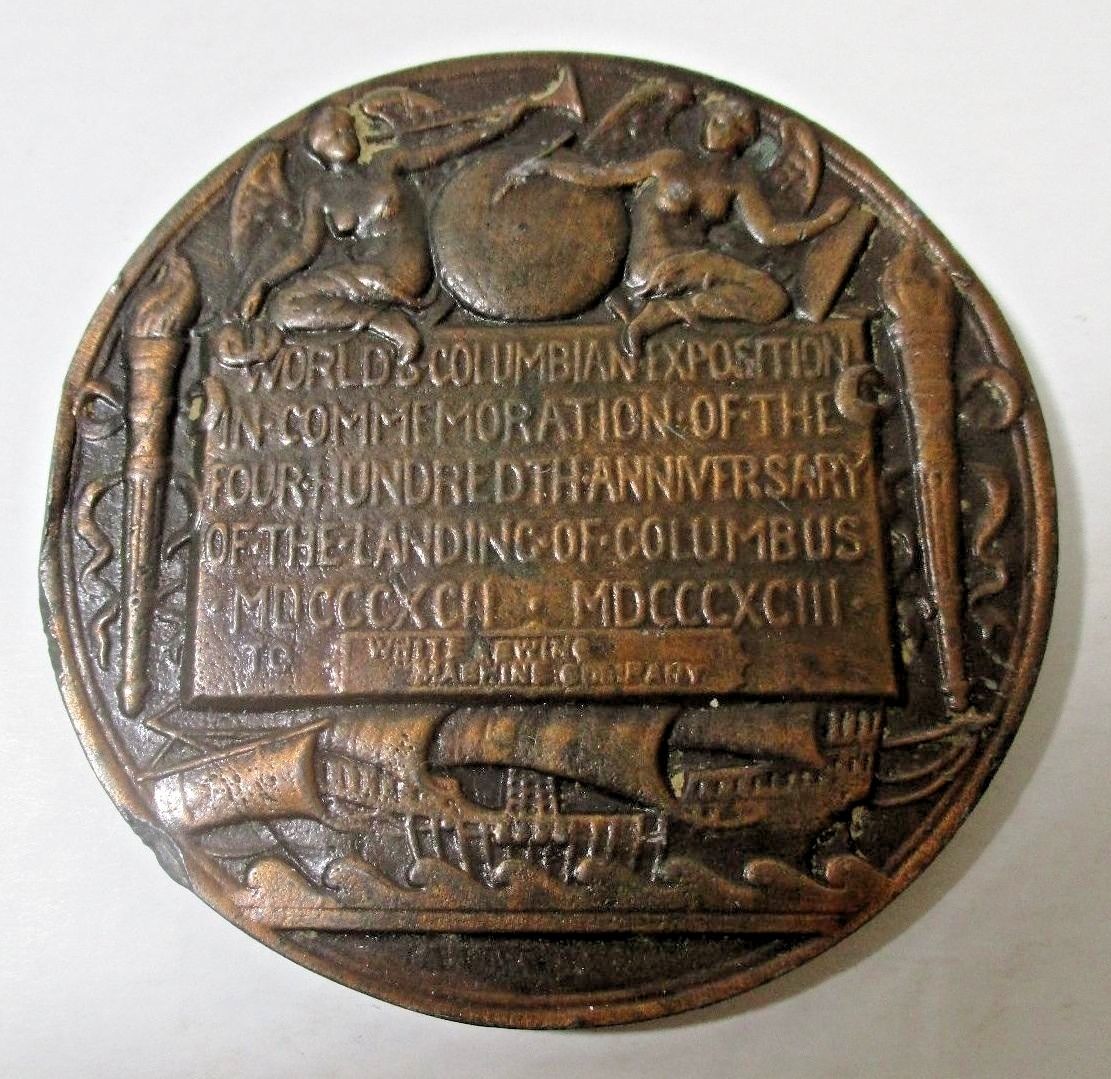 WORLD'S·COLUMBIAN·EXPOSITION
IN·COMMEMORATION·OF·THE
FOUR·HUNDREDTH·ANNIVERSARY
OF·THE·LANDING·OF·COLUMBUS
·MDCCCXCII : MDCCCXCIII·
TO
WHITE SEWING
MACHINE COMPANY